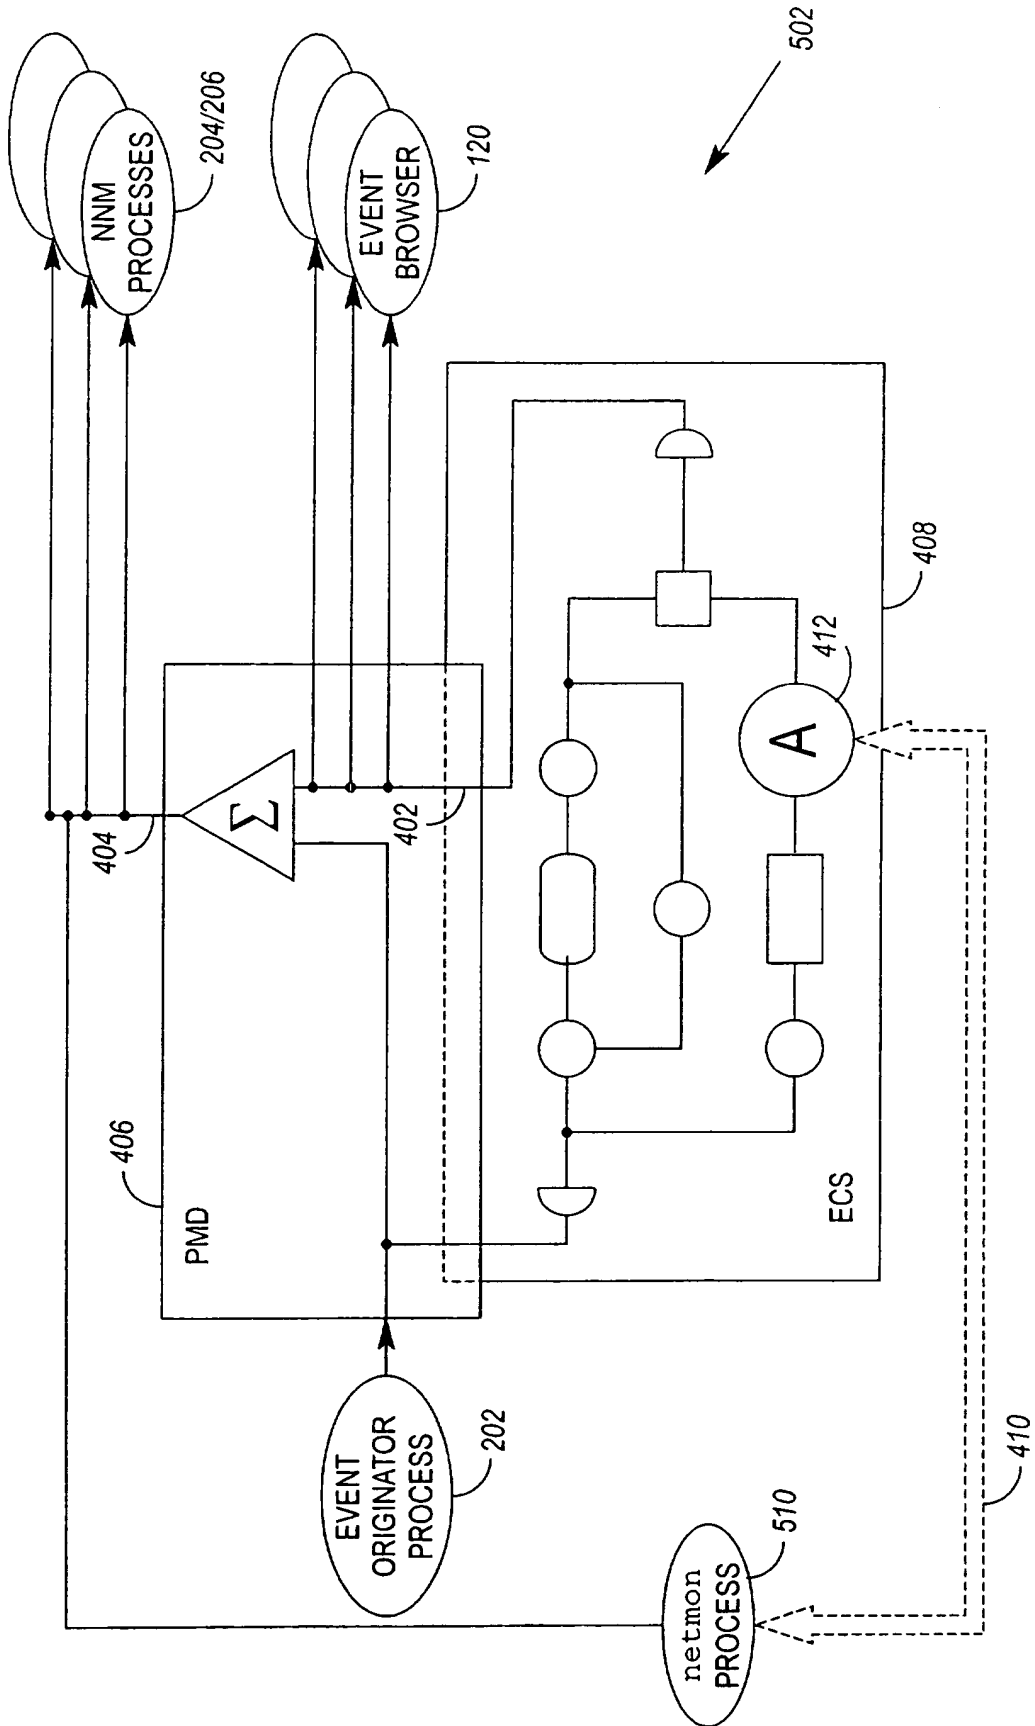 502
NNM
PROCESSES
204/206
EVENT
BROWSER
120
404
Σ
402
406
PMD
408
412
A
ECS
EVENT
ORIGINATOR
PROCESS
202
netmon
PROCESS
510
410